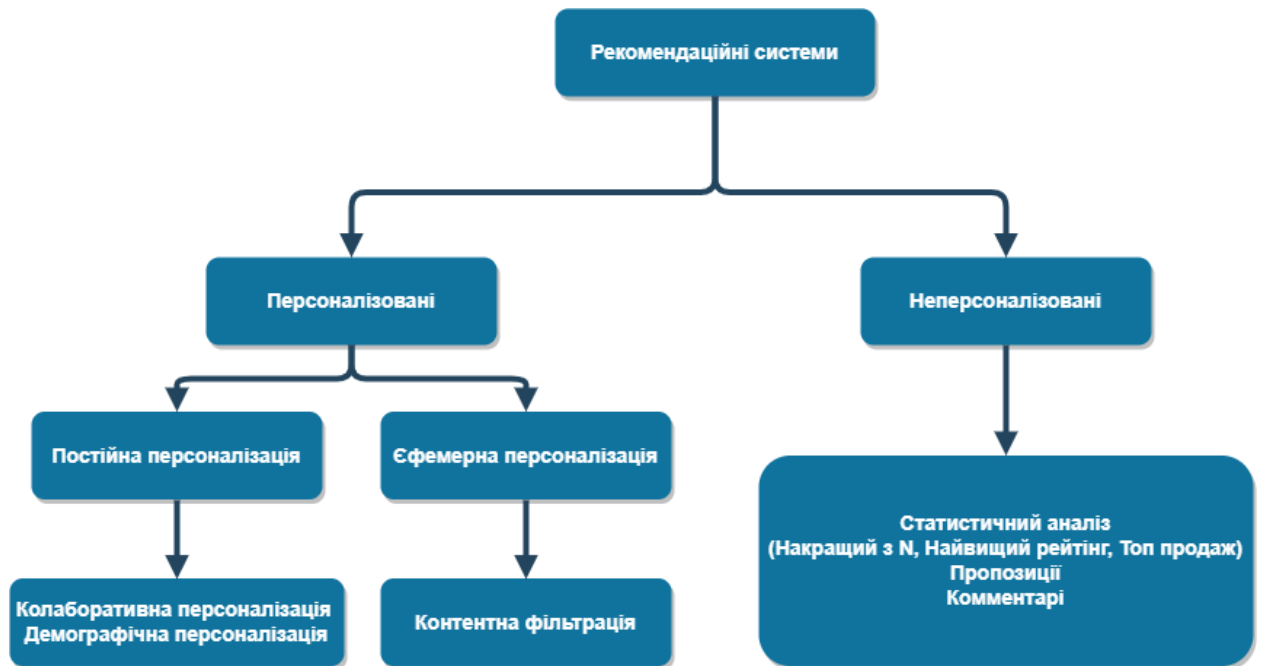 Рекомендаційні системи
Персоналізовані
Неперсоналізовані
Постійна персоналізація
Єфемерна персоналізація
Статистичний аналіз
(Накращий з N, Найвищий рейтінг, Топ продаж)
Пропозиції
Комментарі
Колаборативна персоналізація
Демографічна персоналізація
Контентна фільтрація